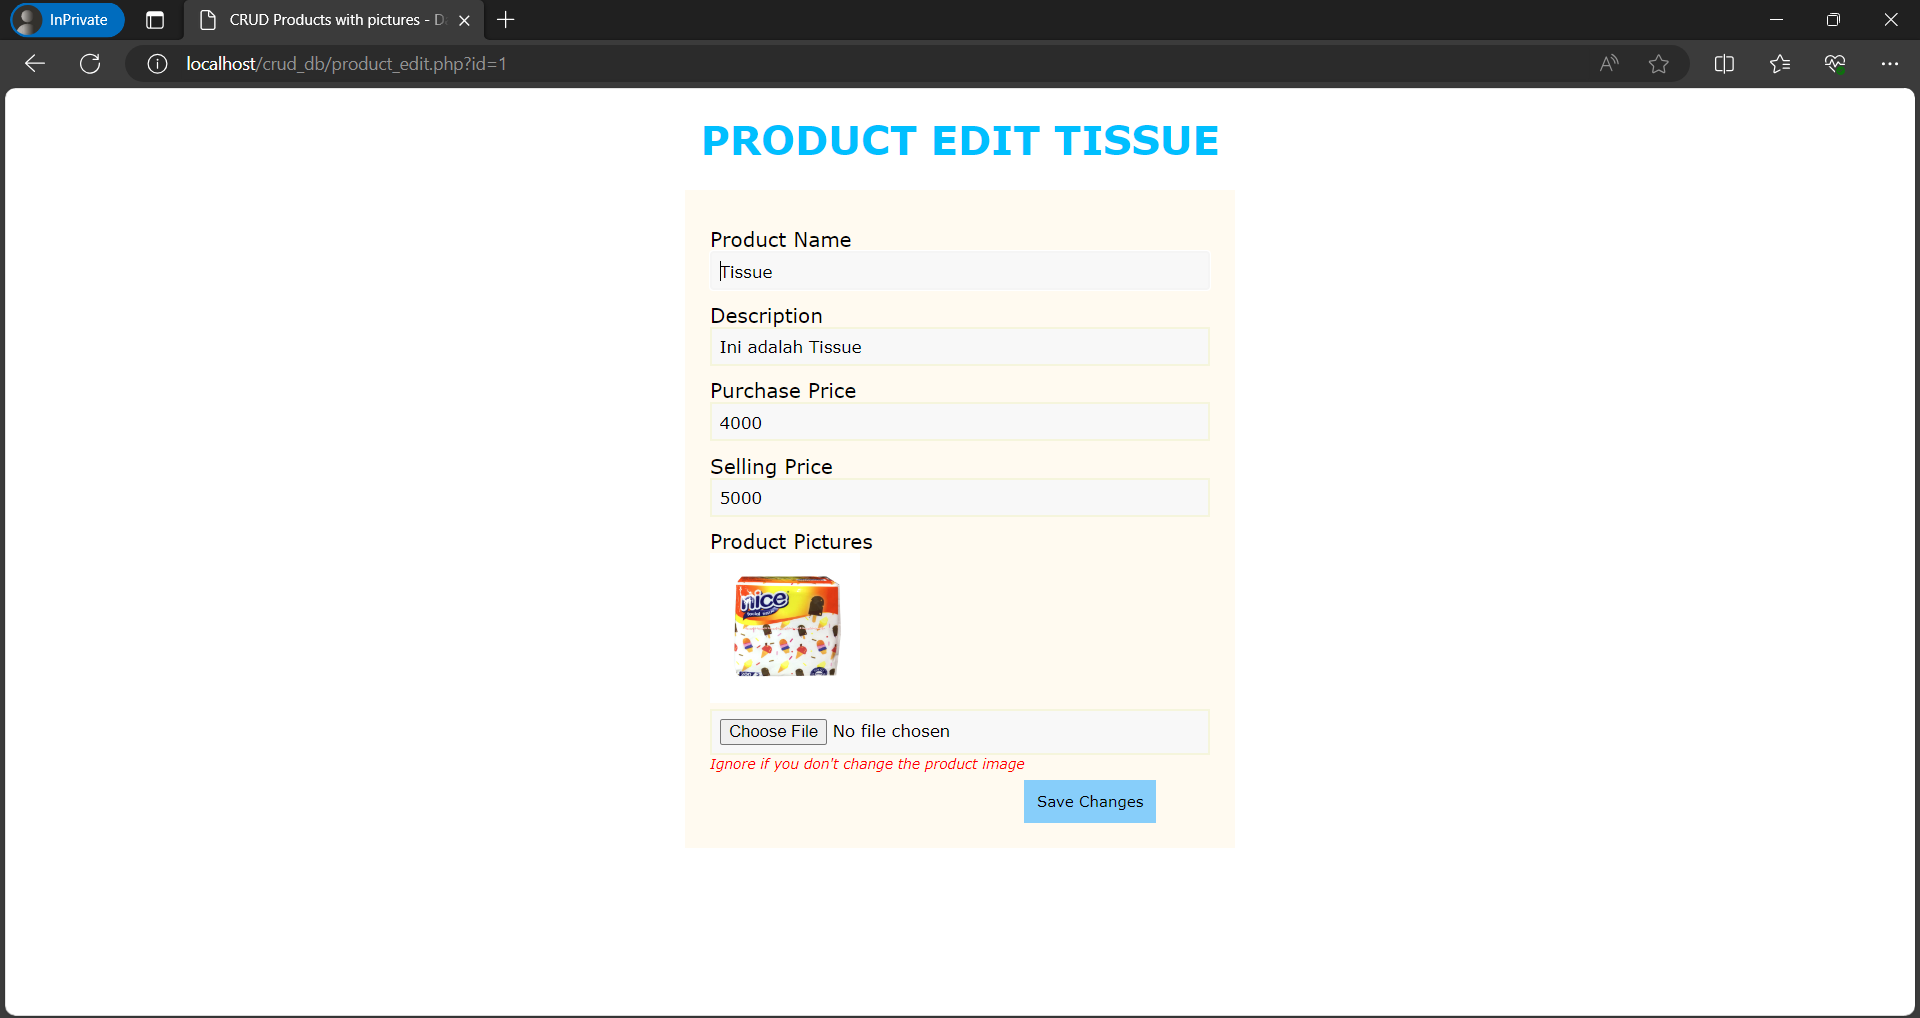 InPrivate
CRUD Products with pictures - D
localhost/crud_db/product_edit.php?id=1
PRODUCT EDIT TISSUE
Product Name
Tissue
Description
Ini adalah Tissue
Purchase Price
4000
Selling Price
5000
Product Pictures
nice
Choose File No file chosen
Ignore if you don't change the product image
Save Changes